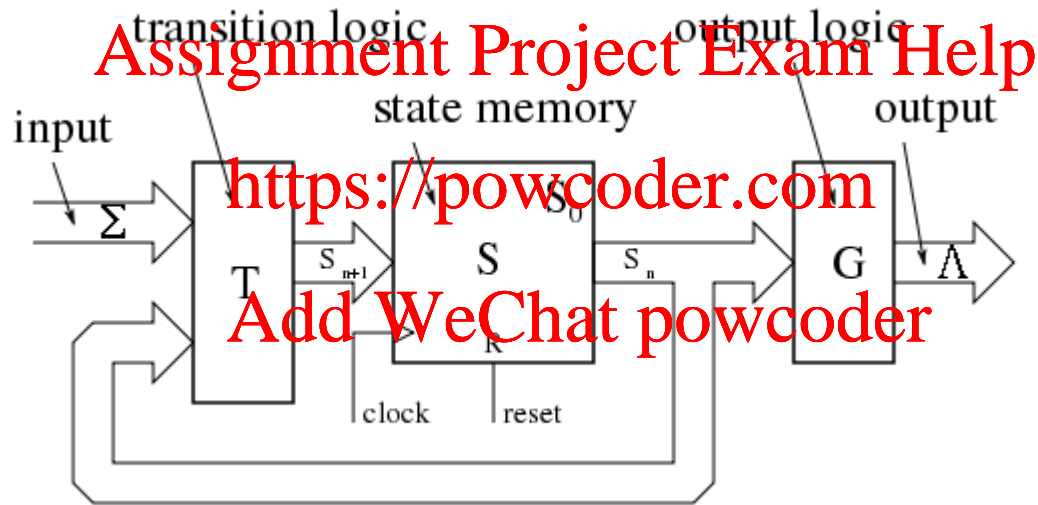 transition logic
output logic
Assignment Project Exam Help
state memory
output
input
https://powcoder.com
S0
Σ
T
Sn+1
S
Sn
G
Λ
Add WeChat powcoder
R
clock
reset